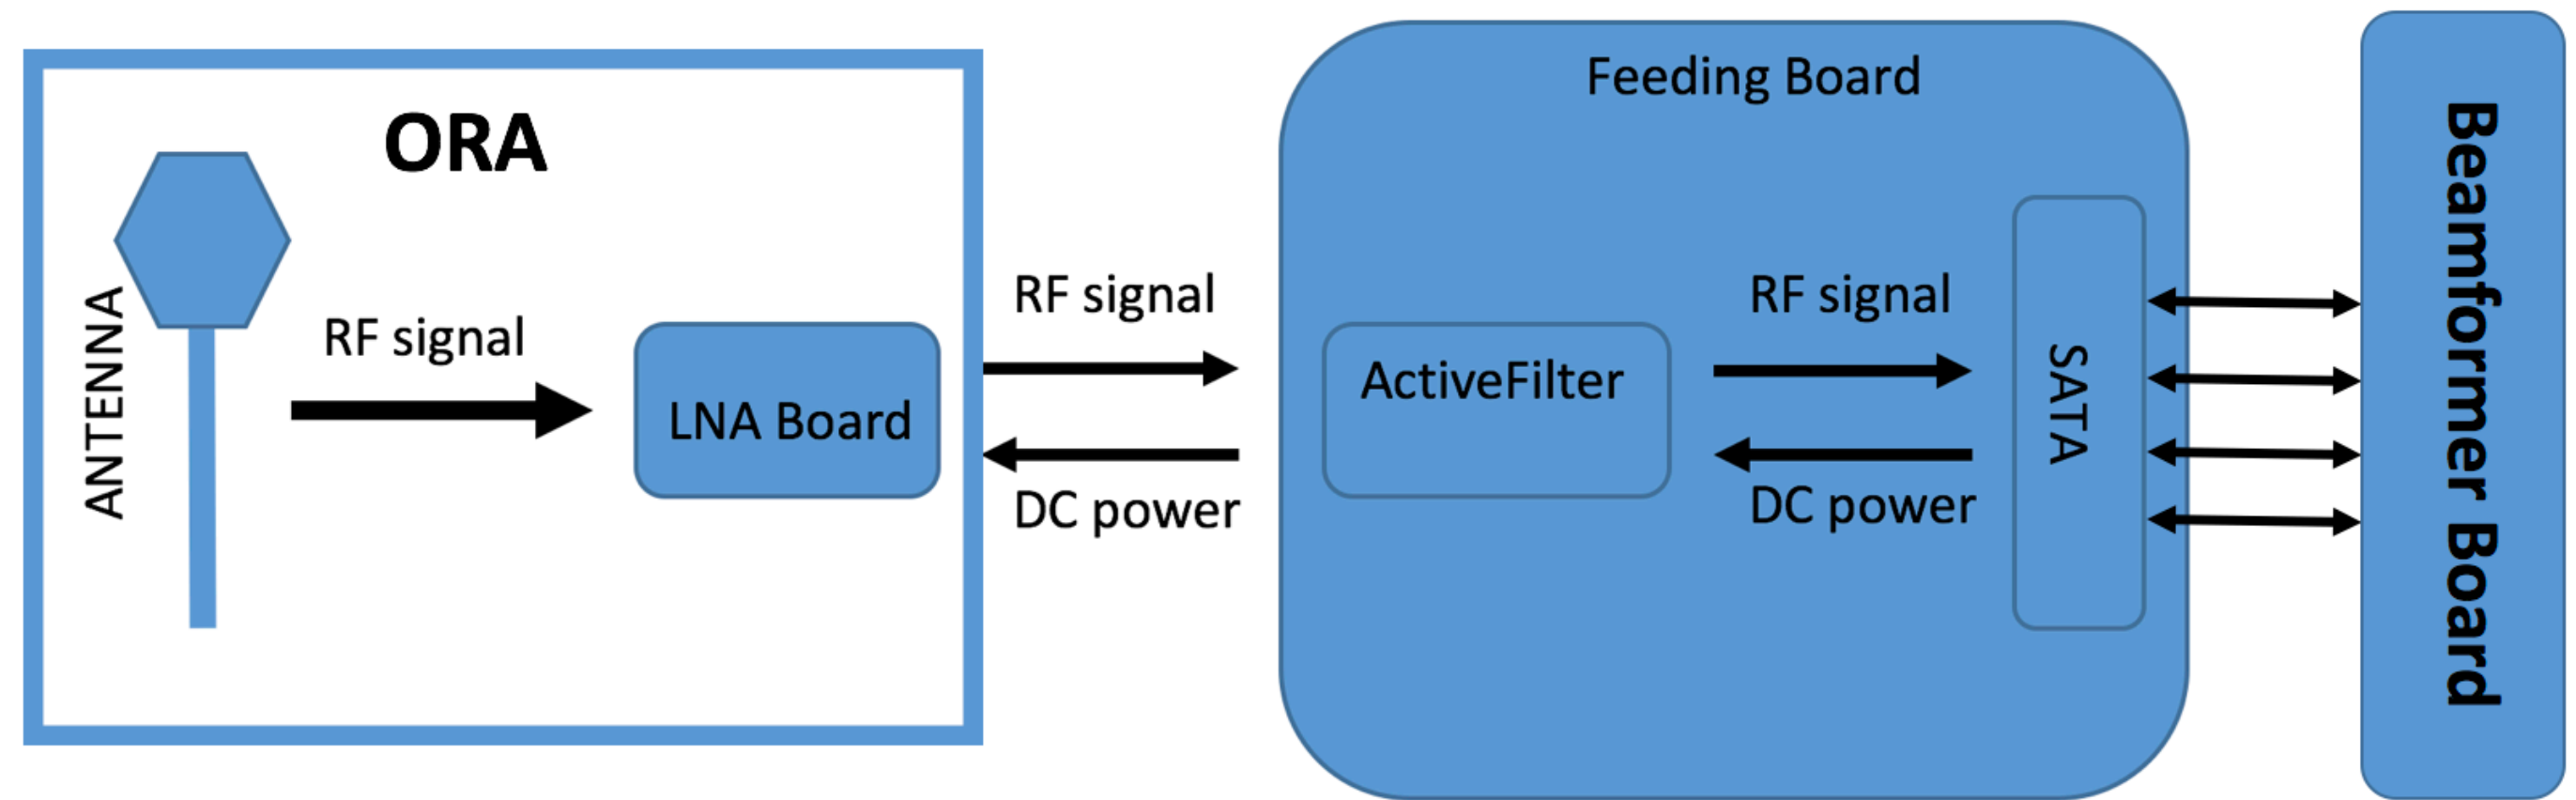 ORA
ANTENNA
RF signal
LNA Board
RF signal
DC power
Feeding Board
ActiveFilter
RF signal
DC power
SATA
Beamformer Board